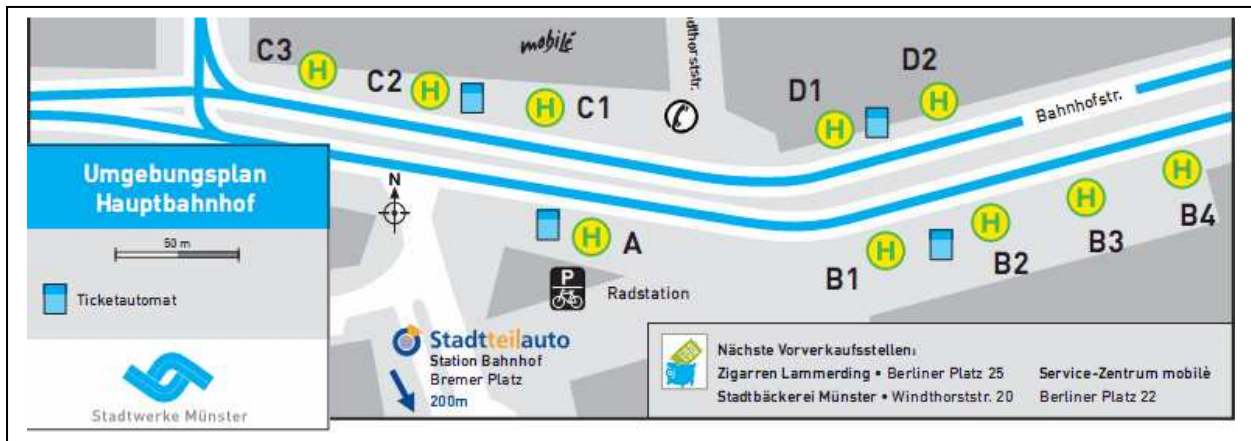 mobilé
ndthorststr.
C3
H
C2
H
H
C1
D1
H
D2
H
Bahnhofstr.
Umgebungsplan
Hauptbahnhof
50 m
Ticketautomat
Stadtwerke Münster
N
H
A
P
Radstation
H
B1
H
B2
H
B3
H
B4
Stadtteilauto
Station Bahnhof
Bremer Platz
200m
Nächste Vorverkaufsstellen:
Zigarren Lammerding • Berliner Platz 25
Stadtbäckerei Münster • Windthorststr. 20
Service-Zentrum mobilè
Berliner Platz 22